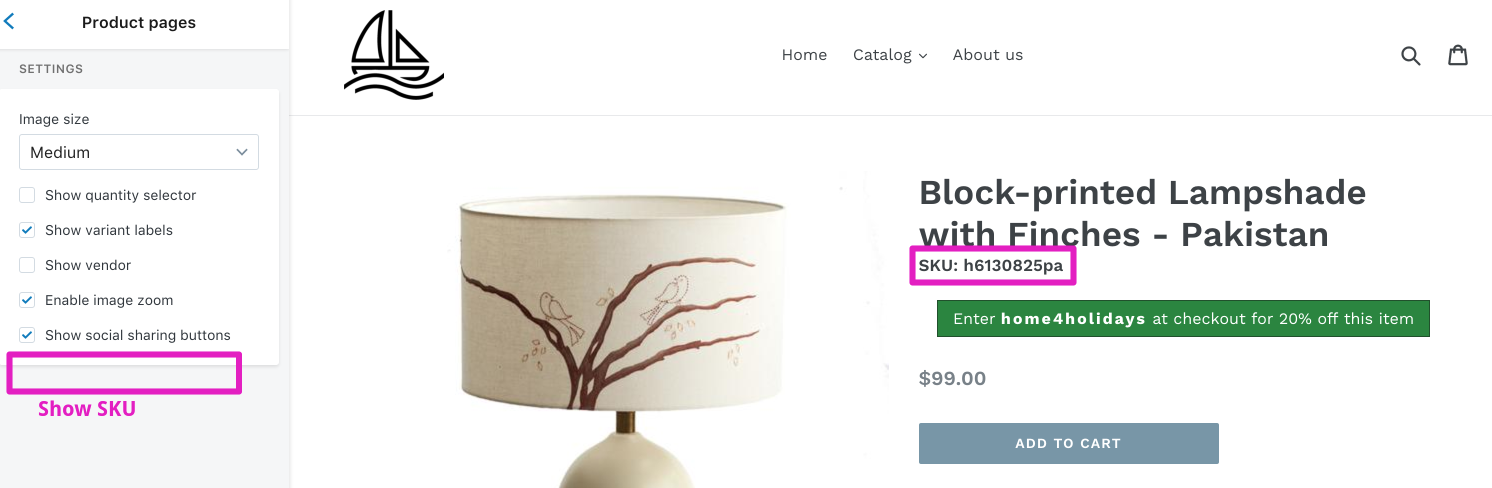 Product pages
SETTINGS
Image size
Medium
Show quantity selector
Show variant labels
Show vendor
Enable image zoom
Show social sharing buttons
Show SKU
Home Catalog About us
Block-printed Lampshade
with Finches - Pakistan
SKU: h6130825pa
Enter home4holidays at checkout for 20% off this item
$99.00
ADD TO CART